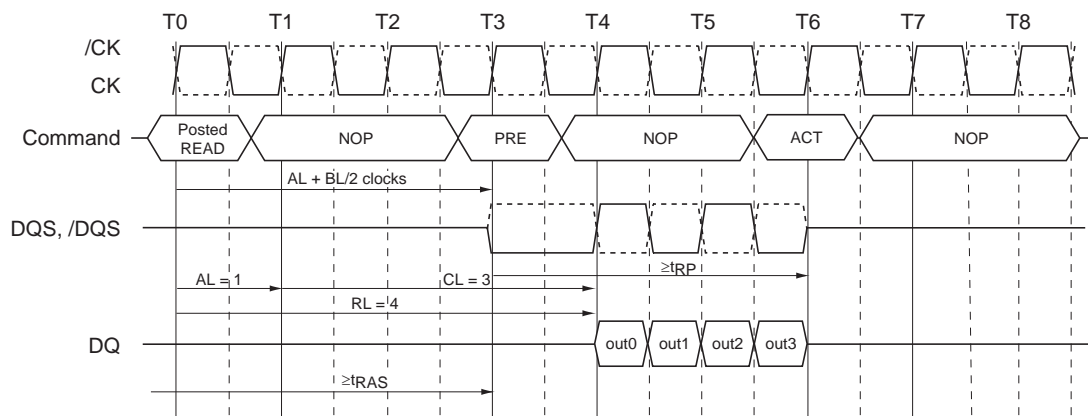 T0 T1 T2 T3 T4 T5 T6 T7 T8
/CK
CK
Command Posted READ NOP PRE NOP ACT NOP
AL + BL/2 clocks
DQS, /DQS
≥tRP
AL = 1 CL = 3
RL = 4
DQ out0 out1 out2 out3
≥tRAS